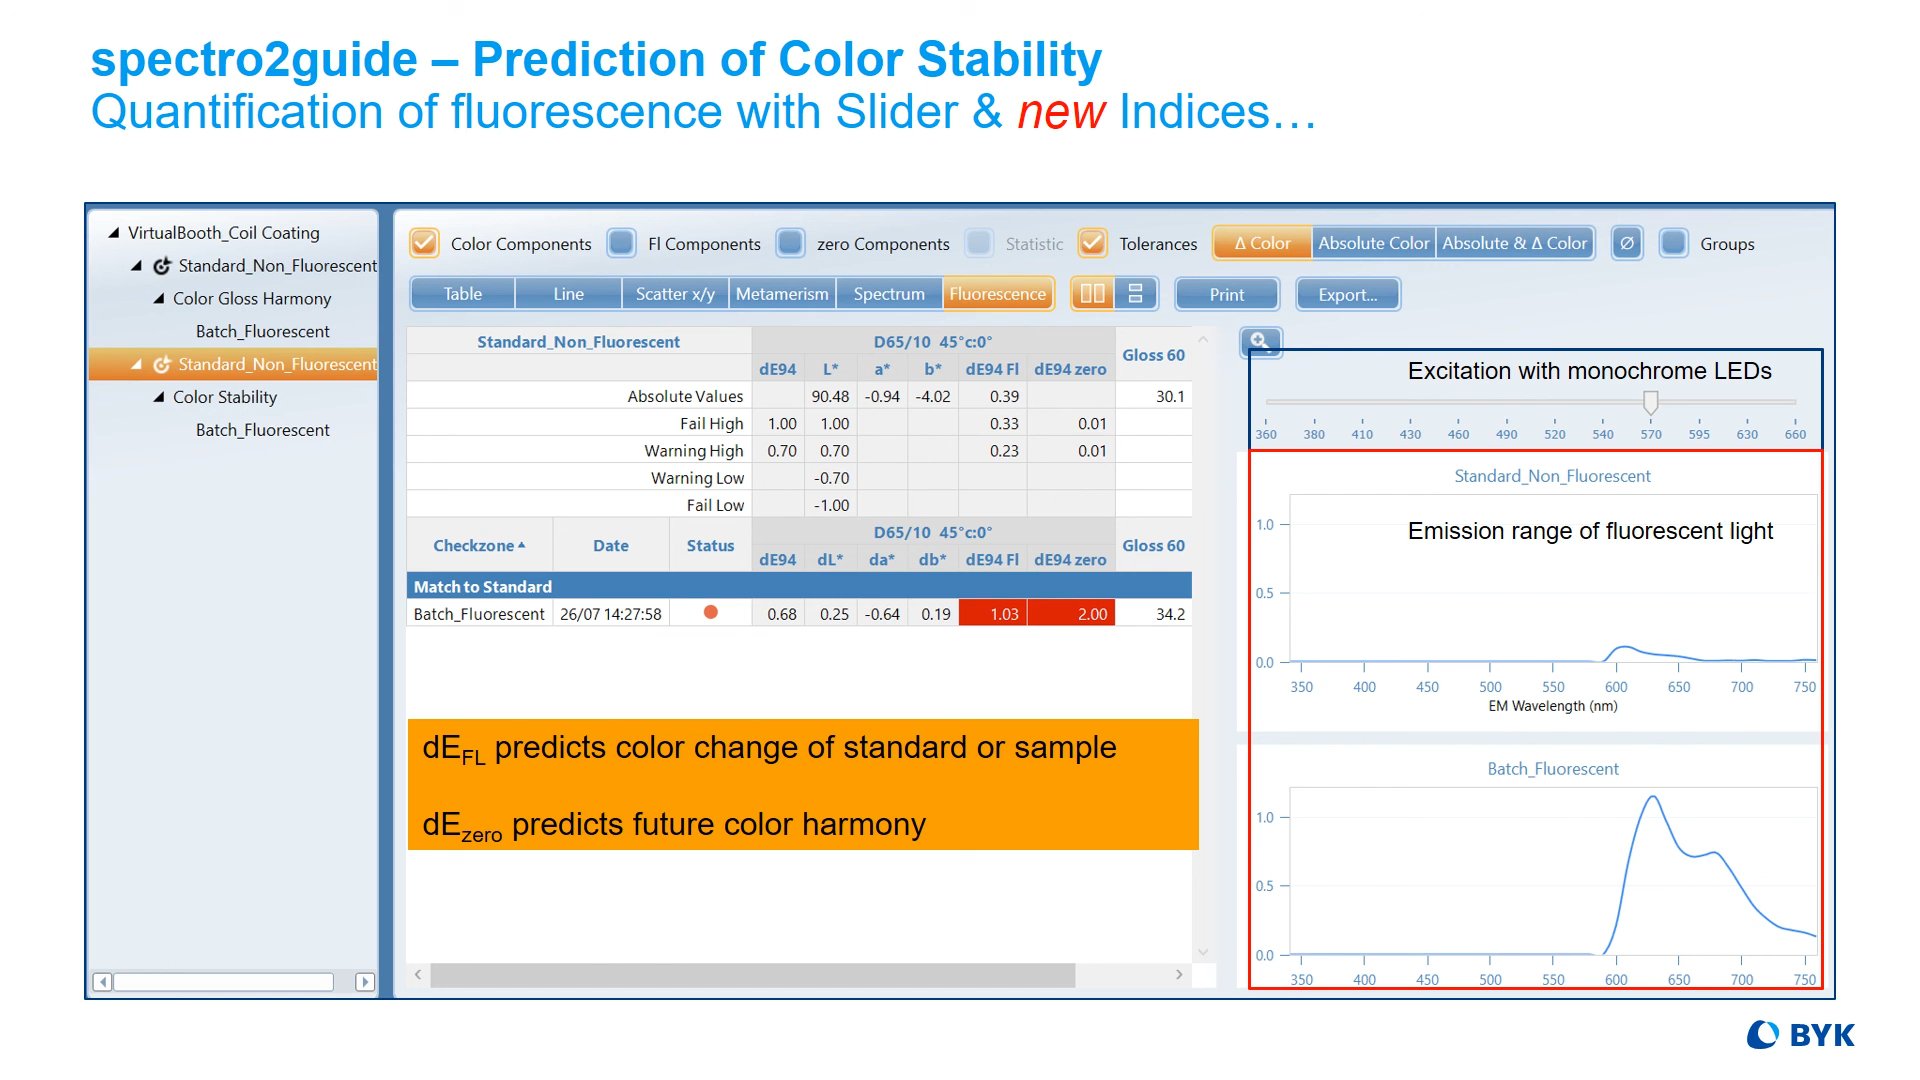 spectro2guide – Prediction of Color Stability
Quantification of fluorescence with Slider & new Indices…
VirtualBooth_Coil Coating
Standard_Non_Fluorescent
Color Gloss Harmony
Batch_Fluorescent
Standard_Non_Fluorescent
Color Stability
Batch_Fluorescent
Color Components Fl Components zero Components Statistic Tolerances Δ Color Absolute Color Absolute & Δ Color Ø Groups
Table Line Scatter x/y Metamerism Spectrum Fluorescence Print Export...
Standard_Non_Fluorescent D65/10 45°c:0° Gloss 60
dE94 L* a* b* dE94 Fl dE94 zero
Absolute Values 90.48 -0.94 -4.02 0.39 30.1
Fail High 1.00 1.00 0.33 0.01
Warning High 0.70 0.70 0.23 0.01
Warning Low -0.70
Fail Low -1.00
Checkzone Date Status D65/10 45°c:0° Gloss 60
dE94 dL* da* db* dE94 Fl dE94 zero
Match to Standard
Batch_Fluorescent 26/07 14:27:58 0.68 0.25 -0.64 0.19 1.03 2.00 34.2
dEFL predicts color change of standard or sample
dEzero predicts future color harmony
Excitation with monochrome LEDs
360 380 410 430 460 490 520 540 570 595 630 660
Standard_Non_Fluorescent
Emission range of fluorescent light
1.0
0.5
0.0
350 400 450 500 550 600 650 700 750
EM Wavelength (nm)
Batch_Fluorescent
1.0
0.5
0.0
350 400 450 500 550 600 650 700 750
BYK